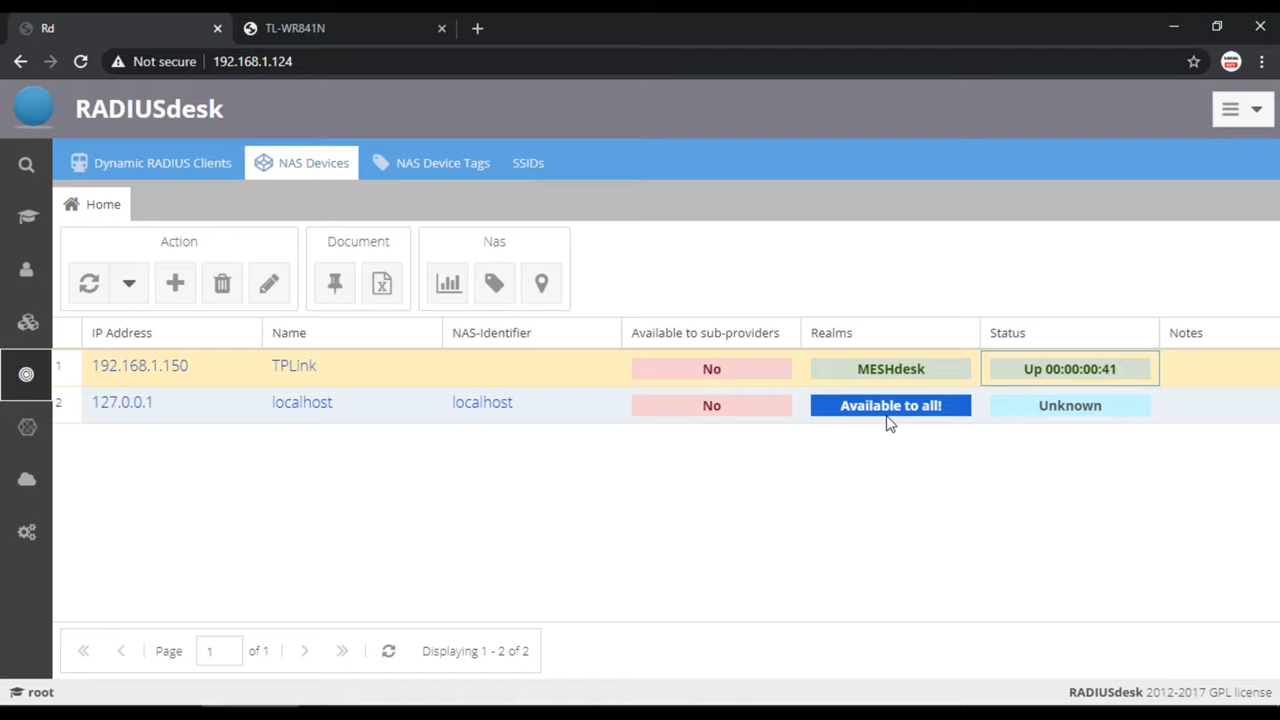 Rd
TL-WR841N
Not secure 192.168.1.124
RADIUSdesk
Dynamic RADIUS Clients NAS Devices NAS Device Tags SSIDs
Home
Action Document Nas
IP Address Name NAS-Identifier Available to sub-providers Realms Status Notes
1 192.168.1.150 TPLink No MESHdesk Up 00:00:00:41
2 127.0.0.1 localhost localhost No Available to all! Unknown
Page 1 of 1 Displaying 1 - 2 of 2
root RADIUSdesk 2012-2017 GPL license